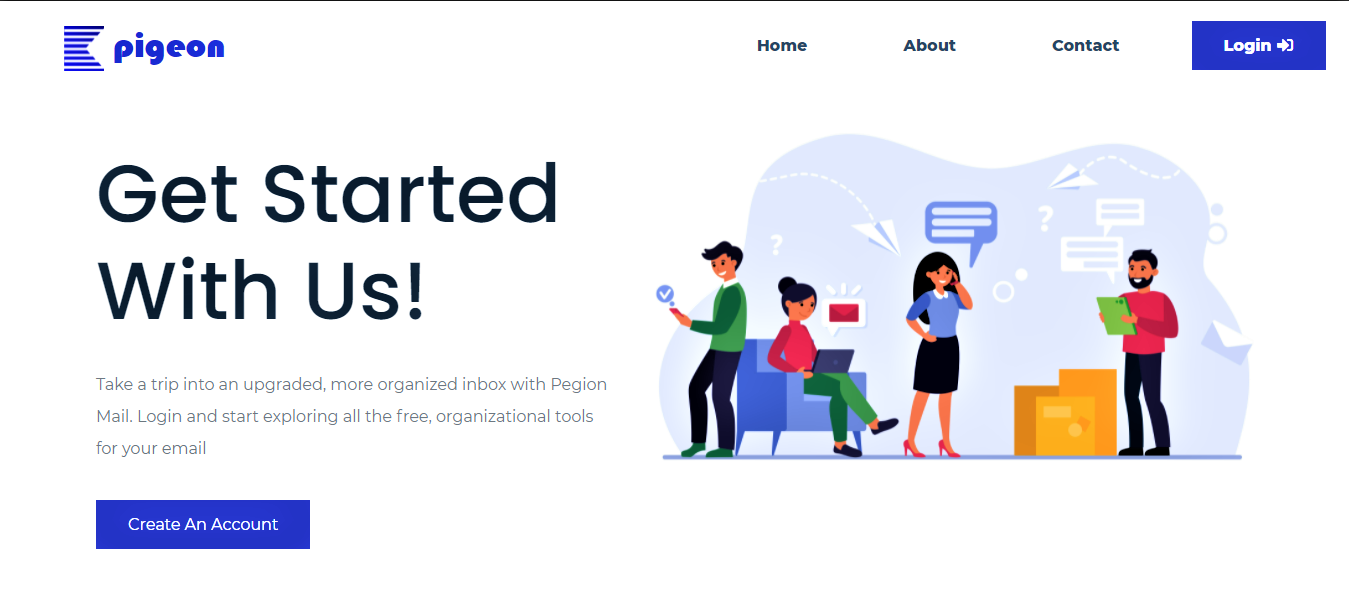 pigeon
Home
About
Contact
Login
Get Started
With Us!
Take a trip into an upgraded, more organized inbox with Pegion
Mail. Login and start exploring all the free, organizational tools
for your email
Create An Account
?
?